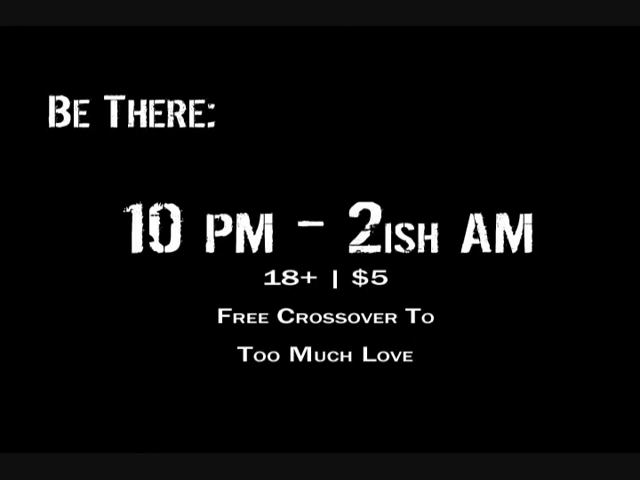 Be There:
10 pm - 2ish am
18+ | $5
Free Crossover To
Too Much Love